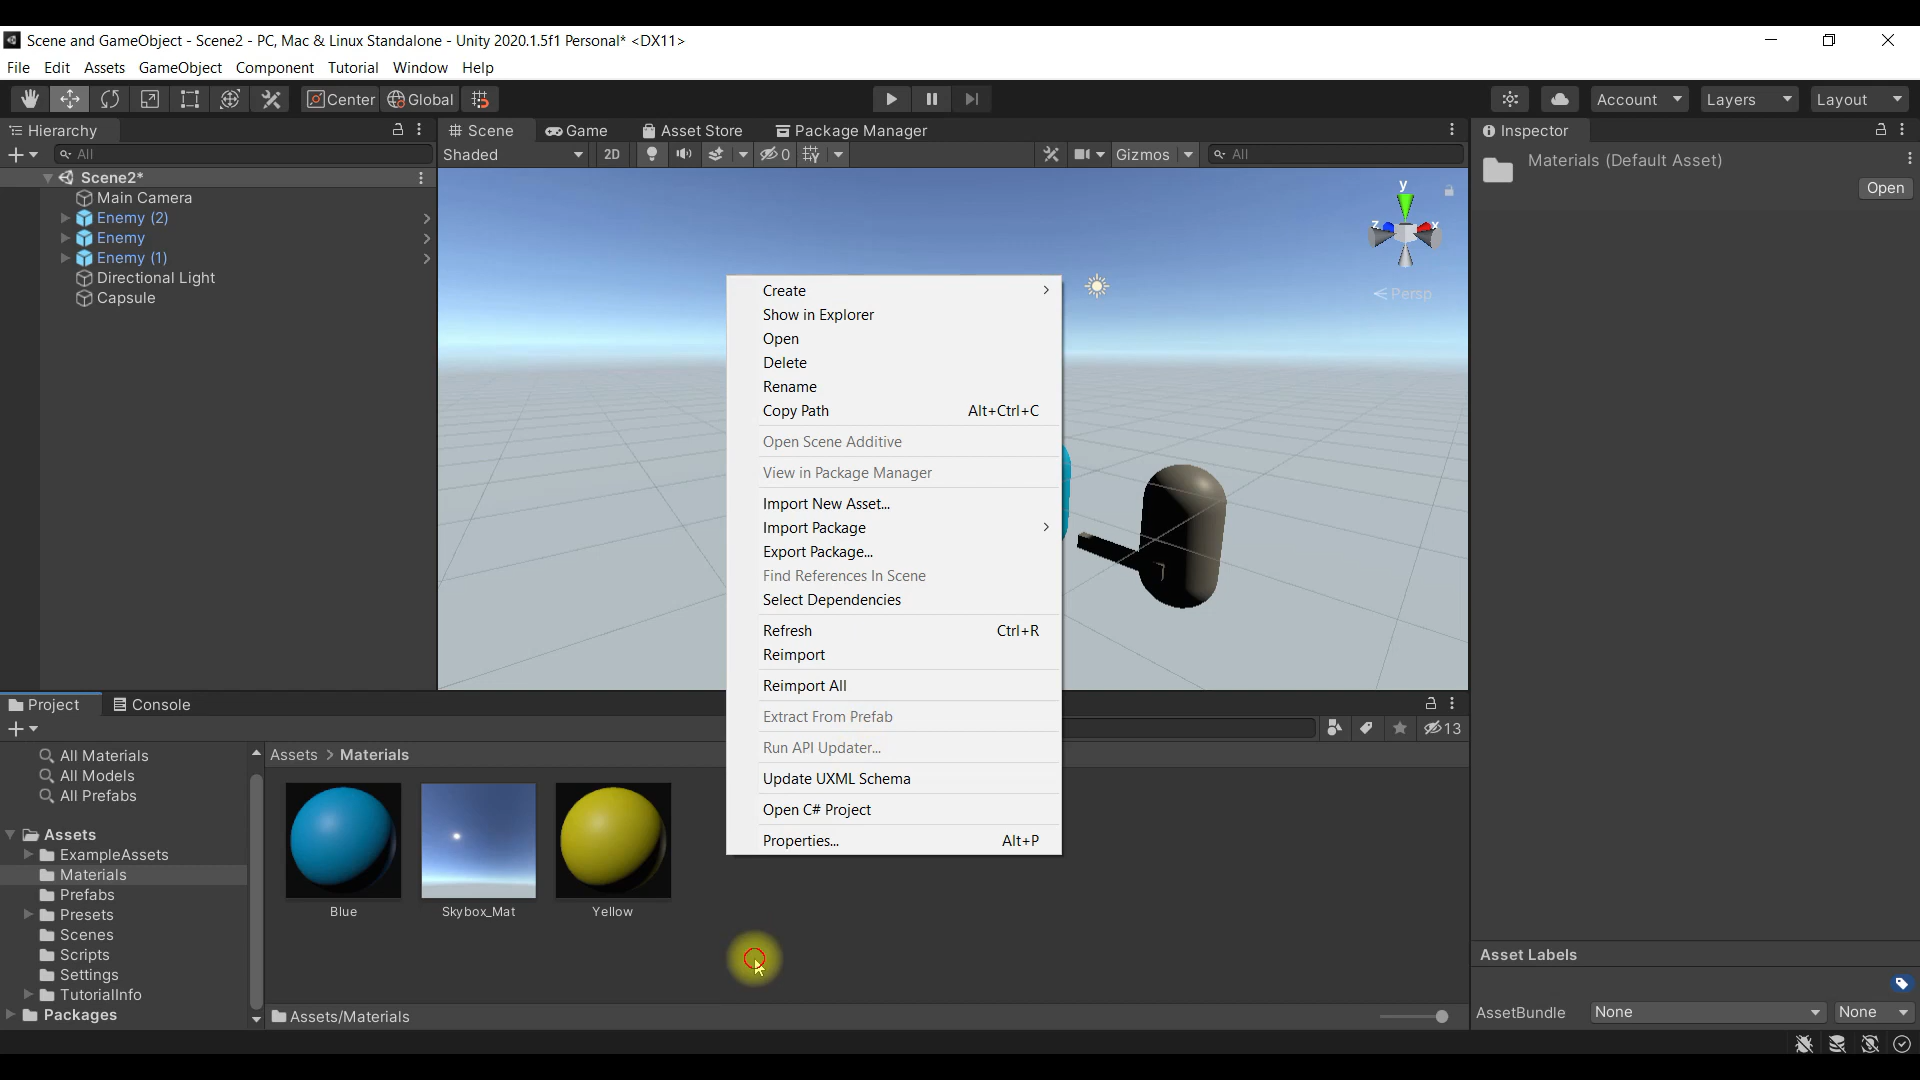 Scene and GameObject - Scene2 - PC, Mac & Linux Standalone - Unity 2020.1.5f1 Personal* <DX11>
File Edit Assets GameObject Component Tutorial Window Help
Center Global Account Layers Layout
Hierarchy
All
Scene2*
Main Camera
Enemy (2)
Enemy
Enemy (1)
Directional Light
Capsule
Scene Game Asset Store Package Manager
Shaded 2D 0 Gizmos All
y
z x
Persp
Create
Show in Explorer
Open
Delete
Rename
Copy Path Alt+Ctrl+C
Open Scene Additive
View in Package Manager
Import New Asset...
Import Package
Export Package...
Find References In Scene
Select Dependencies
Refresh Ctrl+R
Reimport
Reimport All
Extract From Prefab
Run API Updater...
Update UXML Schema
Open C# Project
Properties... Alt+P
Inspector
Materials (Default Asset)
Open
Project Console
13
All Materials
All Models
All Prefabs
Assets
ExampleAssets
Materials
Prefabs
Presets
Scenes
Scripts
Settings
TutorialInfo
Packages
Assets > Materials
Blue Skybox_Mat Yellow
Assets/Materials
Asset Labels
AssetBundle None None